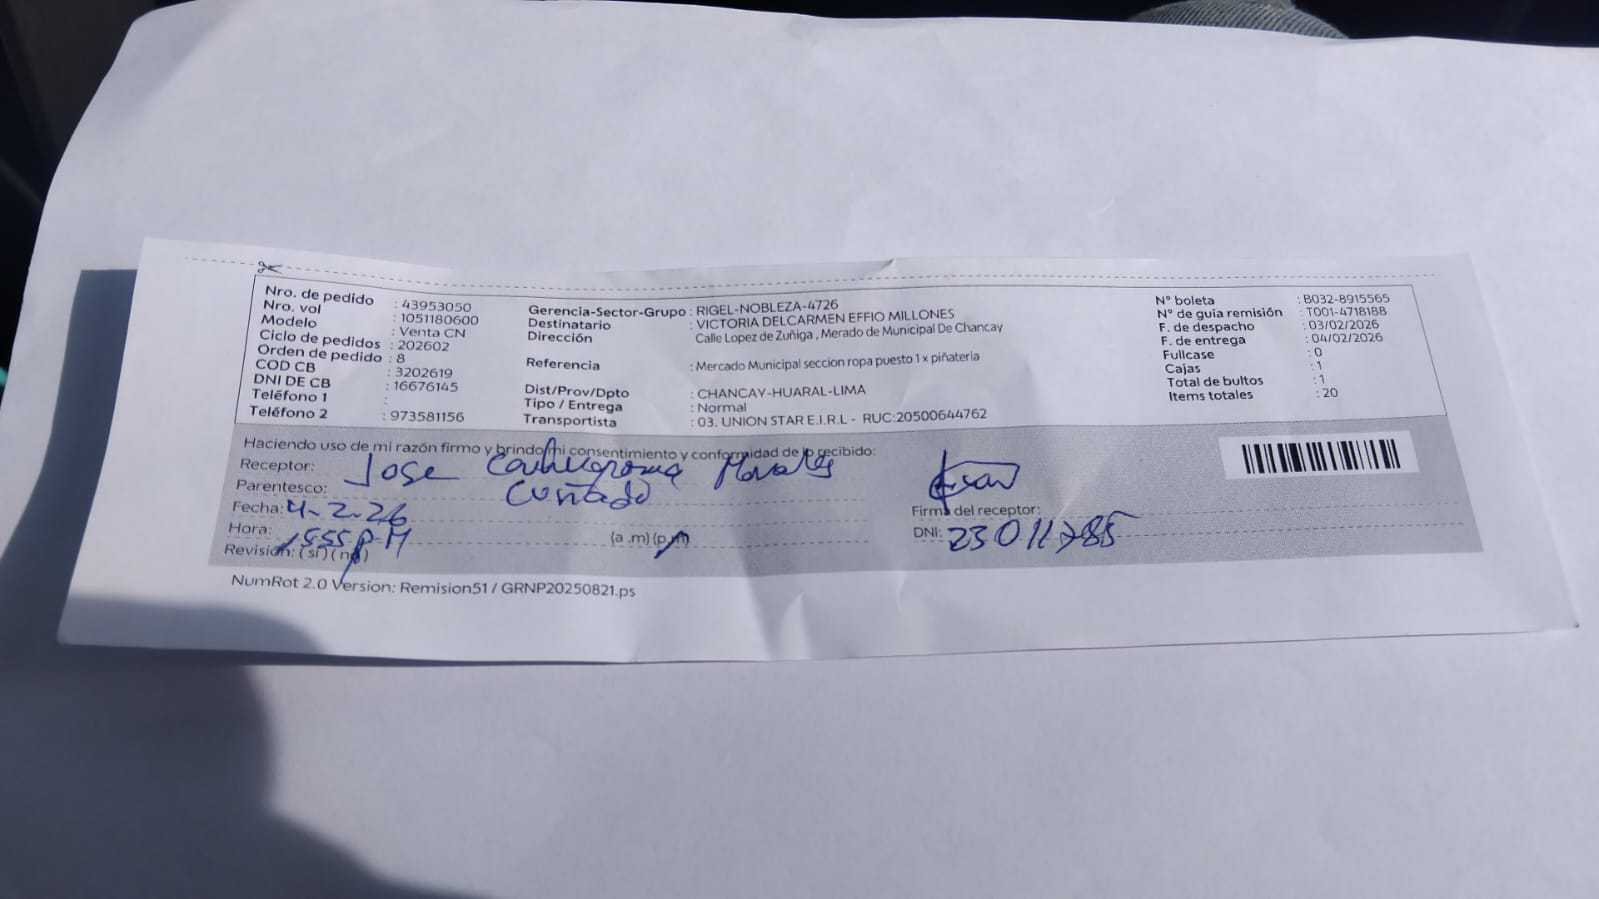 Nro. de pedido : 43953050
Nro. vol : 1051180600
Modelo : Venta CN
Ciclo de pedidos : 202602
Orden de pedido : 8
COD CB : 3202619
DNI DE CB : 16676145
Teléfono 1 :
Teléfono 2 : 973581156
Gerencia-Sector-Grupo : RIGEL-NOBLEZA-4726
Destinatario : VICTORIA DELCARMEN EFFIO MILLONES
Dirección Calle Lopez de Zuñiga , Merado de Municipal De Chancay
Referencia : Mercado Municipal seccion ropa puesto 1 x piñateria
Dist/Prov/Dpto : CHANCAY-HUARAL-LIMA
Tipo / Entrega : Normal
Transportista : 03. UNION STAR E.I.R.L - RUC:20500644762
N° boleta : B032-8915565
N° de guia remisión : T001-4718188
F. de despacho : 03/02/2026
F. de entrega : 04/02/2026
Fullcase : 0
Cajas : 1
Total de bultos : 1
Items totales : 20
Haciendo uso de mi razón firmo y brindo mi consentimiento y conformidad de lo recibido:
Receptor: Jose Morales
Parentesco: Cuñado
Fecha: 4-2-26
Hora: 1555 P.M (a .m) (p.m)
Revisión: ( si ) ( no )
Firma del receptor:
DNI: 23011785
NumRot 2.0 Version: Remision51 / GRNP20250821.ps